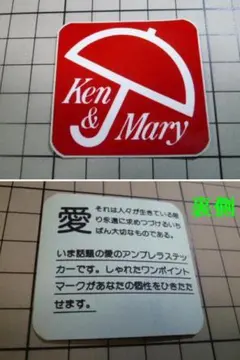 Ken
& Mary
裏側
愛
それは人々が生きている限
り永遠に求めつづけるいち
ばん大切なものである。
いま話題の愛のアンブレラステッ
カーです。しゃれたワンポイント
マークがあなたの個性をひきたた
せます。